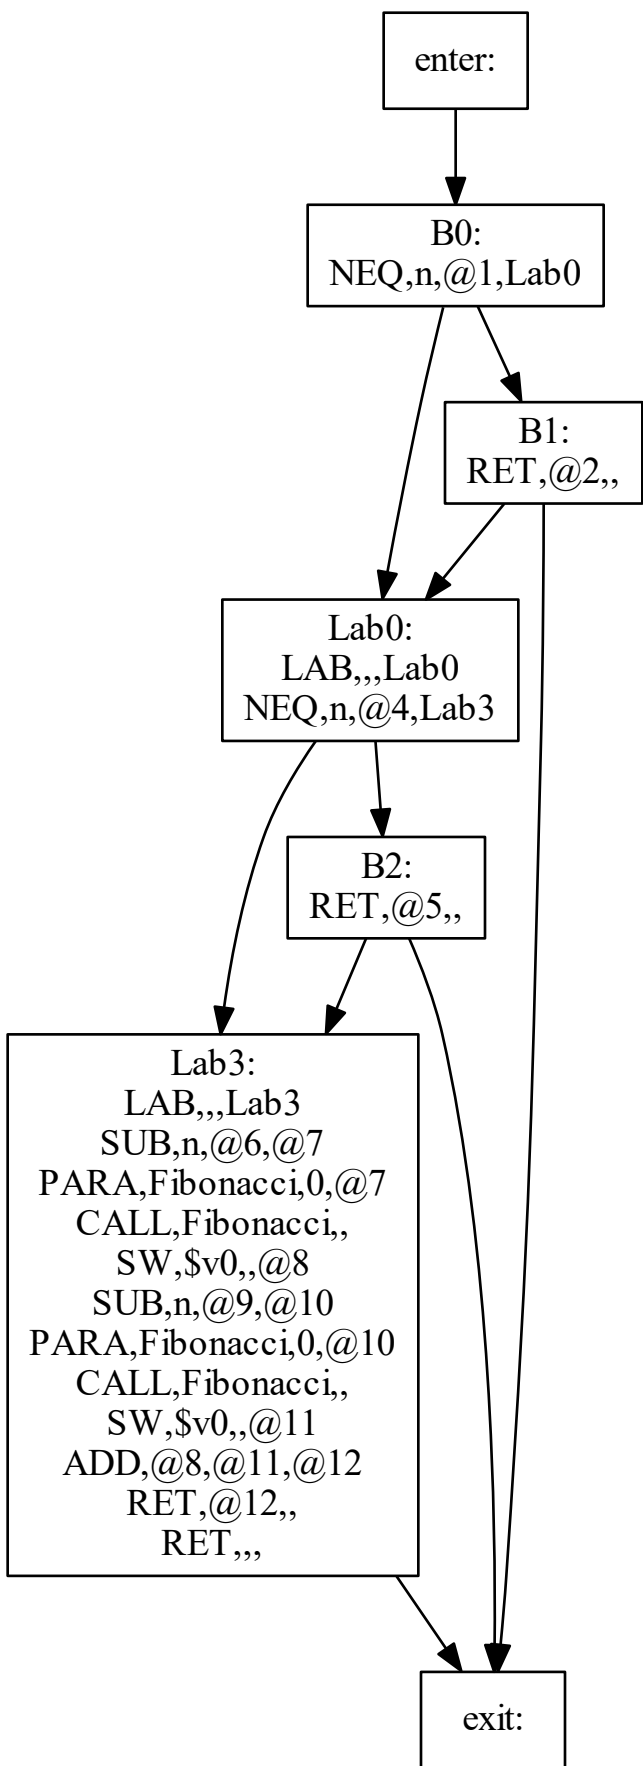 enter:
B0:
NEQ,n,@1,Lab0
B1:
RET,@2,,
Lab0:
LAB,,,Lab0
NEQ,n,@4,Lab3
B2:
RET,@5,,
Lab3:
LAB,,,Lab3
SUB,n,@6,@7
PARA,Fibonacci,0,@7
CALL,Fibonacci,,
SW,$v0,,@8
SUB,n,@9,@10
PARA,Fibonacci,0,@10
CALL,Fibonacci,,
SW,$v0,,@11
ADD,@8,@11,@12
RET,@12,,
RET,,,
exit: